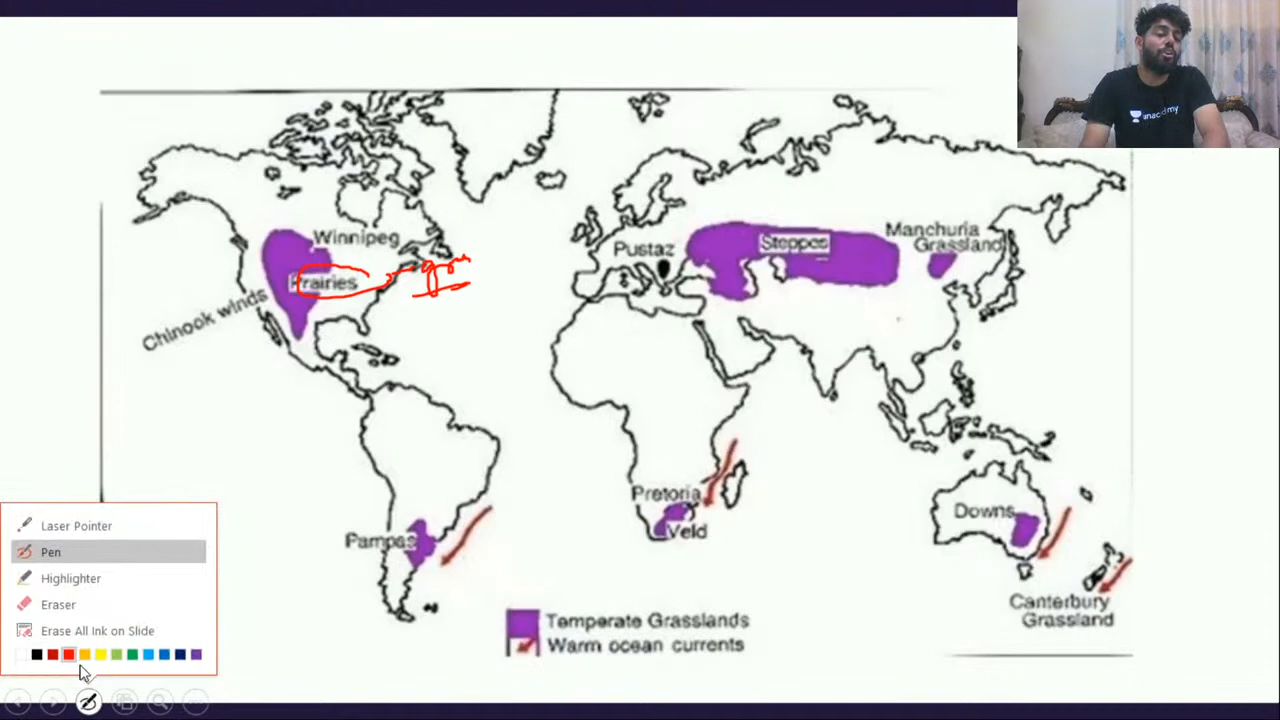 unacademy
Winnipeg
Prairies
Chinook winds
Pustaz
Steppes
Manchuria
Grassland
Pretoria
Veld
Pampas
Downs
Canterbury
Grassland
Temperate Grasslands
Warm ocean currents
Laser Pointer
Pen
Highlighter
Eraser
Erase All Ink on Slide